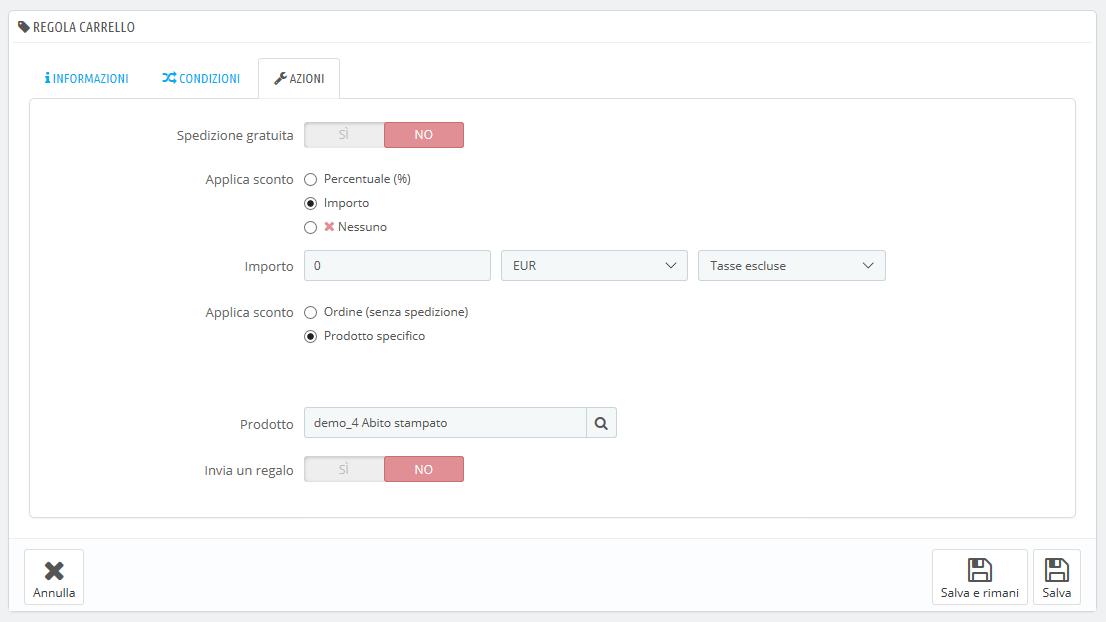 REGOLA CARRELLO
INFORMAZIONI CONDIZIONI AZIONI
Spedizione gratuita SÌ NO
Applica sconto Percentuale (%)
Importo
Nessuno
Importo 0 EUR Tasse escluse
Applica sconto Ordine (senza spedizione)
Prodotto specifico
Prodotto demo_4 Abito stampato
Invia un regalo SÌ NO
Annulla Salva e rimani Salva